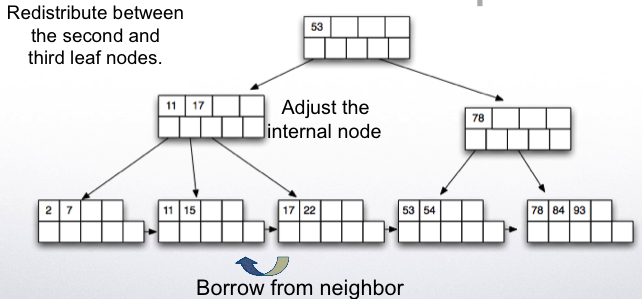 Redistribute between
the second and
third leaf nodes.
53
11 17
Adjust the
internal node
78
2 7
11 15
17 22
53 54
78 84 93
Borrow from neighbor